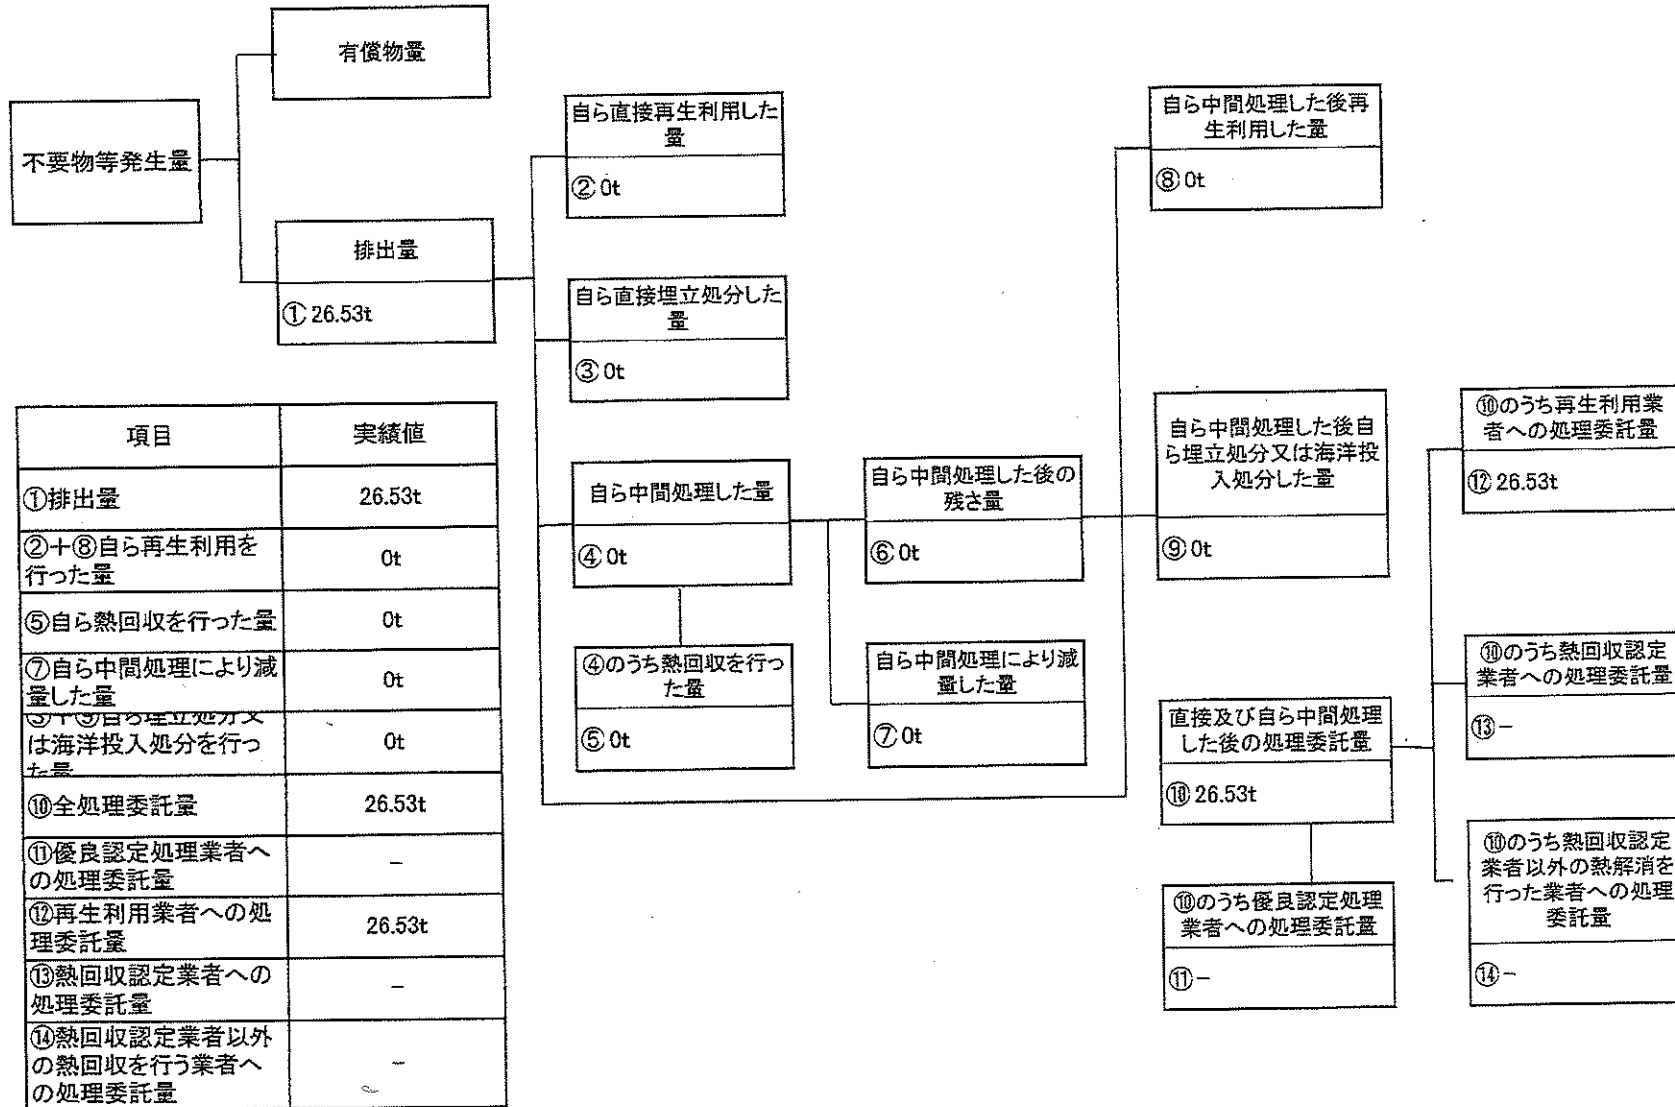 有償物量
不要物等発生量
排出量
① 26.53t
自ら直接再生利用した
量
② 0t
自ら直接埋立処分した
量
③ 0t
自ら中間処理した量
④ 0t
④のうち熱回収を行っ
た量
⑤ 0t
自ら中間処理した後の
残さ量
⑥ 0t
自ら中間処理により減
量した量
⑦ 0t
自ら中間処理した後再
生利用した量
⑧ 0t
自ら中間処理した後自
ら埋立処分又は海洋投
入処分した量
⑨ 0t
直接及び自ら中間処理
した後の処理委託量
⑩ 26.53t
⑩のうち優良認定処理
業者への処理委託量
⑪ －
⑩のうち再生利用業
者への処理委託量
⑫ 26.53t
⑩のうち熱回収認定
業者への処理委託量
⑬ －
⑩のうち熱回収認定
業者以外の熱解消を
行った業者への処理
委託量
⑭ －
項目 実績値
①排出量 26.53t
②＋⑧自ら再生利用を
行った量 0t
⑤自ら熱回収を行った量 0t
⑦自ら中間処理により減
量した量 0t
③＋⑨自ら埋立処分又
は海洋投入処分を行っ
た量 0t
⑩全処理委託量 26.53t
⑪優良認定処理業者へ
の処理委託量 －
⑫再生利用業者への処
理委託量 26.53t
⑬熱回収認定業者への
処理委託量 －
⑭熱回収認定業者以外
の熱回収を行う業者へ
の処理委託量 －